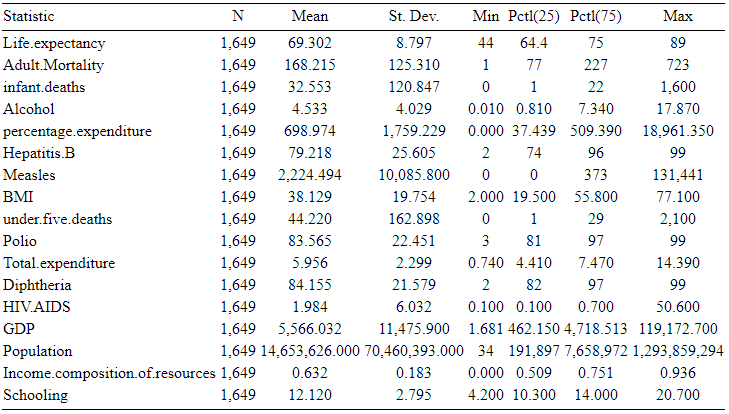 Statistic N Mean St. Dev. Min Pctl(25) Pctl(75) Max
Life.expectancy 1,649 69.302 8.797 44 64.4 75 89
Adult.Mortality 1,649 168.215 125.310 1 77 227 723
infant.deaths 1,649 32.553 120.847 0 1 22 1,600
Alcohol 1,649 4.533 4.029 0.010 0.810 7.340 17.870
percentage.expenditure 1,649 698.974 1,759.229 0.000 37.439 509.390 18,961.350
Hepatitis.B 1,649 79.218 25.605 2 74 96 99
Measles 1,649 2,224.494 10,085.800 0 0 373 131,441
BMI 1,649 38.129 19.754 2.000 19.500 55.800 77.100
under.five.deaths 1,649 44.220 162.898 0 1 29 2,100
Polio 1,649 83.565 22.451 3 81 97 99
Total.expenditure 1,649 5.956 2.299 0.740 4.410 7.470 14.390
Diphtheria 1,649 84.155 21.579 2 82 97 99
HIV.AIDS 1,649 1.984 6.032 0.100 0.100 0.700 50.600
GDP 1,649 5,566.032 11,475.900 1.681 462.150 4,718.513 119,172.700
Population 1,649 14,653,626.000 70,460,393.000 34 191,897 7,658,972 1,293,859,294
Income.composition.of.resources 1,649 0.632 0.183 0.000 0.509 0.751 0.936
Schooling 1,649 12.120 2.795 4.200 10.300 14.000 20.700